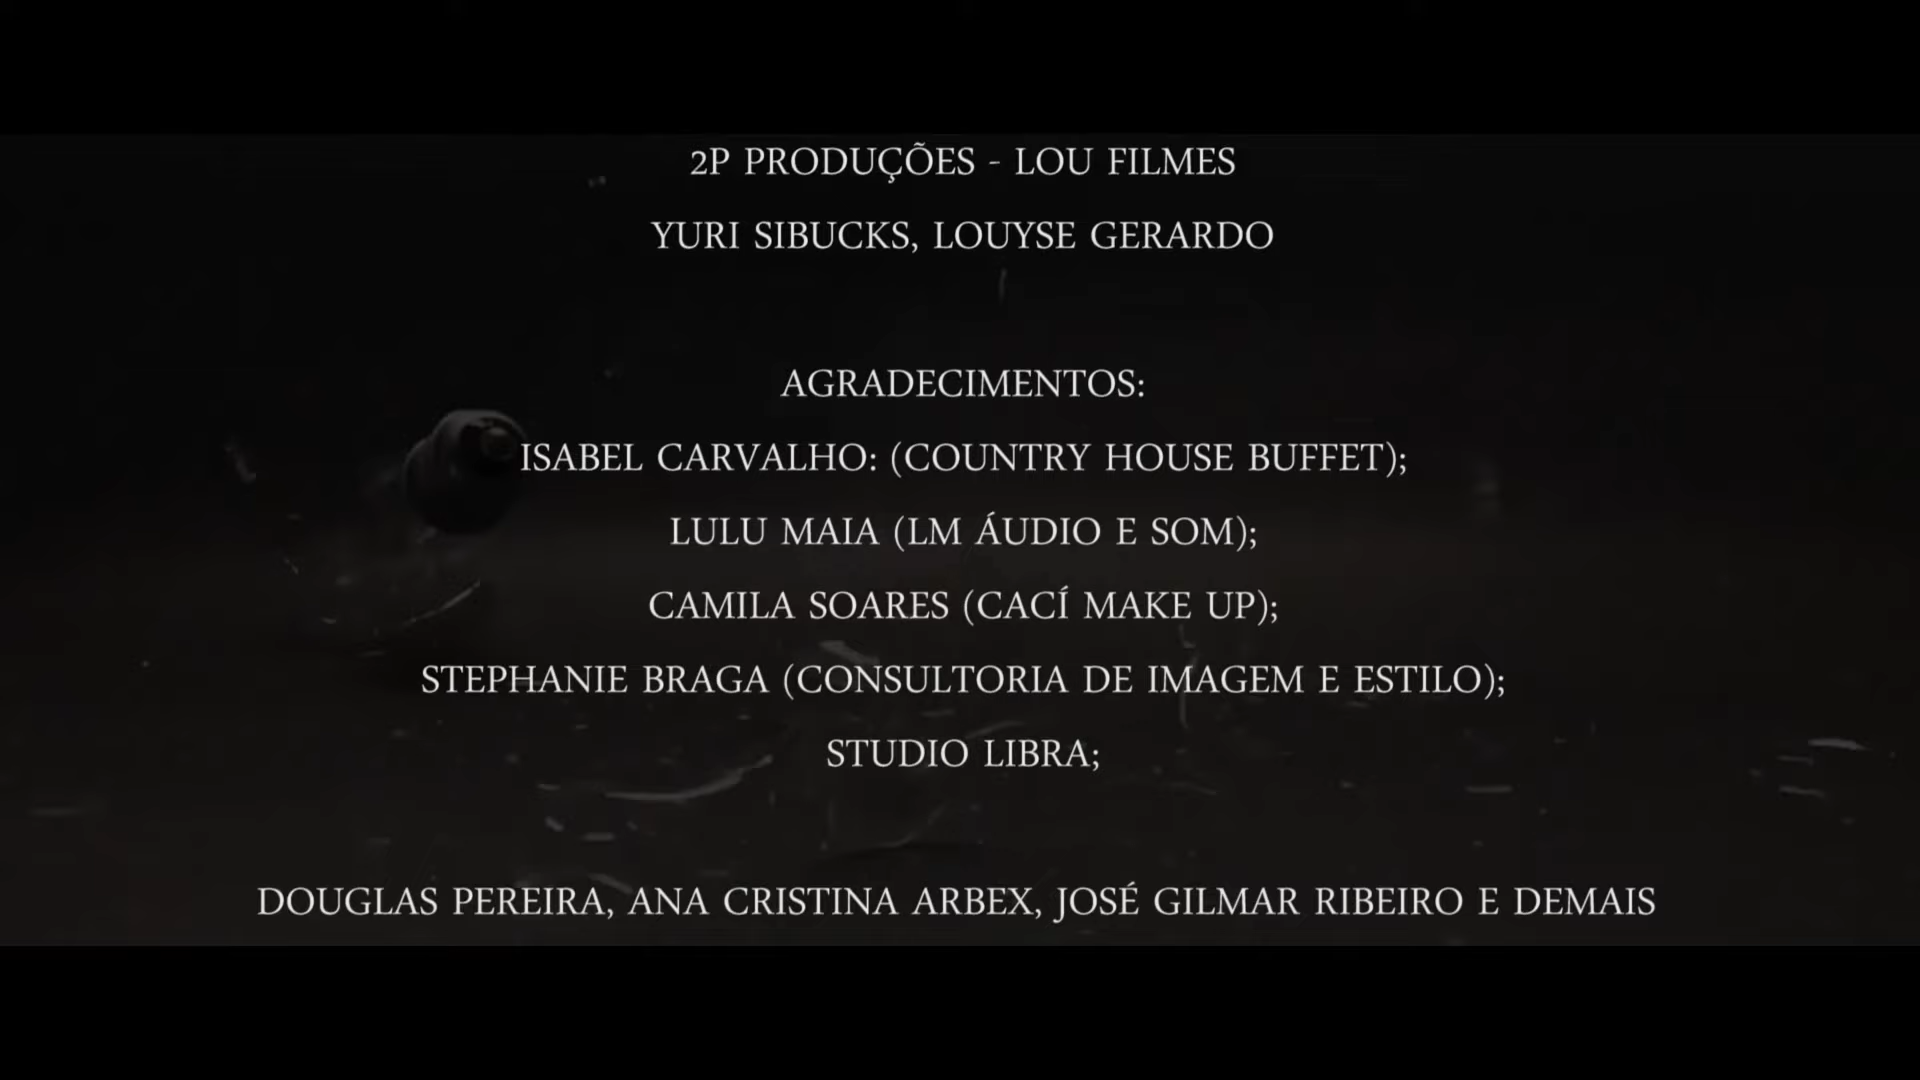 2P PRODUÇÕES - LOU FILMES
YURI SIBUCKS, LOUYSE GERARDO
AGRADECIMENTOS:
ISABEL CARVALHO: (COUNTRY HOUSE BUFFET);
LULU MAIA (LM ÁUDIO E SOM);
CAMILA SOARES (CACÍ MAKE UP);
STEPHANIE BRAGA (CONSULTORIA DE IMAGEM E ESTILO);
STUDIO LIBRA;
DOUGLAS PEREIRA, ANA CRISTINA ARBEX, JOSÉ GILMAR RIBEIRO E DEMAIS